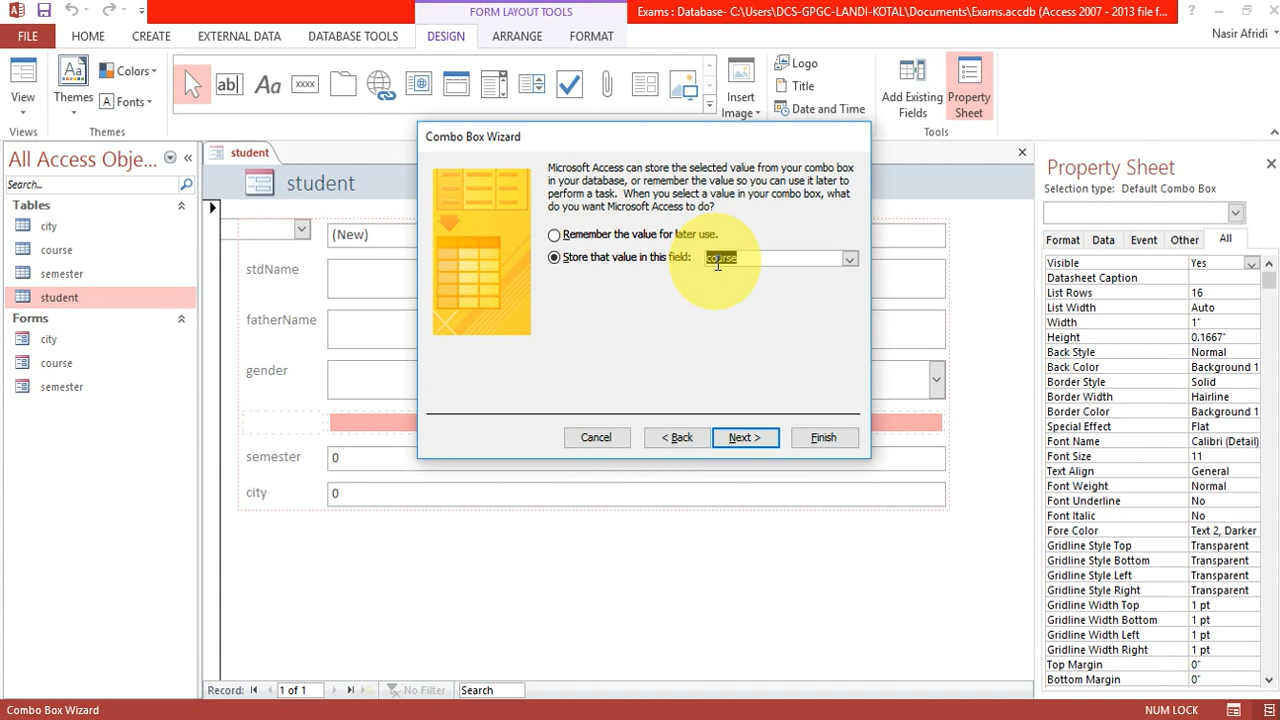 FORM LAYOUT TOOLS
Exams : Database- C:\Users\DCS-GPGC-LANDI-KOTAL\Documents\Exams.accdb (Access 2007 - 2013 file f...
FILE HOME CREATE EXTERNAL DATA DATABASE TOOLS DESIGN ARRANGE FORMAT
Nasir Afridi
View
Views
Themes
Colors
Fonts
Themes
ab|
Aa
xxxx
Insert Image
Logo
Title
Date and Time
Add Existing Fields
Property Sheet
Tools
All Access Obje...
Search...
Tables
city
course
semester
student
Forms
city
course
semester
student
student
(New)
stdName
fatherName
gender
semester 0
city 0
Combo Box Wizard
Microsoft Access can store the selected value from your combo box
in your database, or remember the value so you can use it later to
perform a task. When you select a value in your combo box, what
do you want Microsoft Access to do?
Remember the value for later use.
Store that value in this field: course
Cancel < Back Next > Finish
Property Sheet
Selection type: Default Combo Box
Format Data Event Other All
Visible Yes
Datasheet Caption
List Rows 16
List Width Auto
Width 1"
Height 0.1667"
Back Style Normal
Back Color Background 1
Border Style Solid
Border Width Hairline
Border Color Background 1
Special Effect Flat
Font Name Calibri (Detail)
Font Size 11
Text Align General
Font Weight Normal
Font Underline No
Font Italic No
Fore Color Text 2, Darker
Gridline Style Top Transparent
Gridline Style Bottom Transparent
Gridline Style Left Transparent
Gridline Style Right Transparent
Gridline Width Top 1 pt
Gridline Width Bottom 1 pt
Gridline Width Left 1 pt
Gridline Width Right 1 pt
Top Margin 0"
Bottom Margin 0"
Record: 1 of 1 No Filter Search
Combo Box Wizard
NUM LOCK